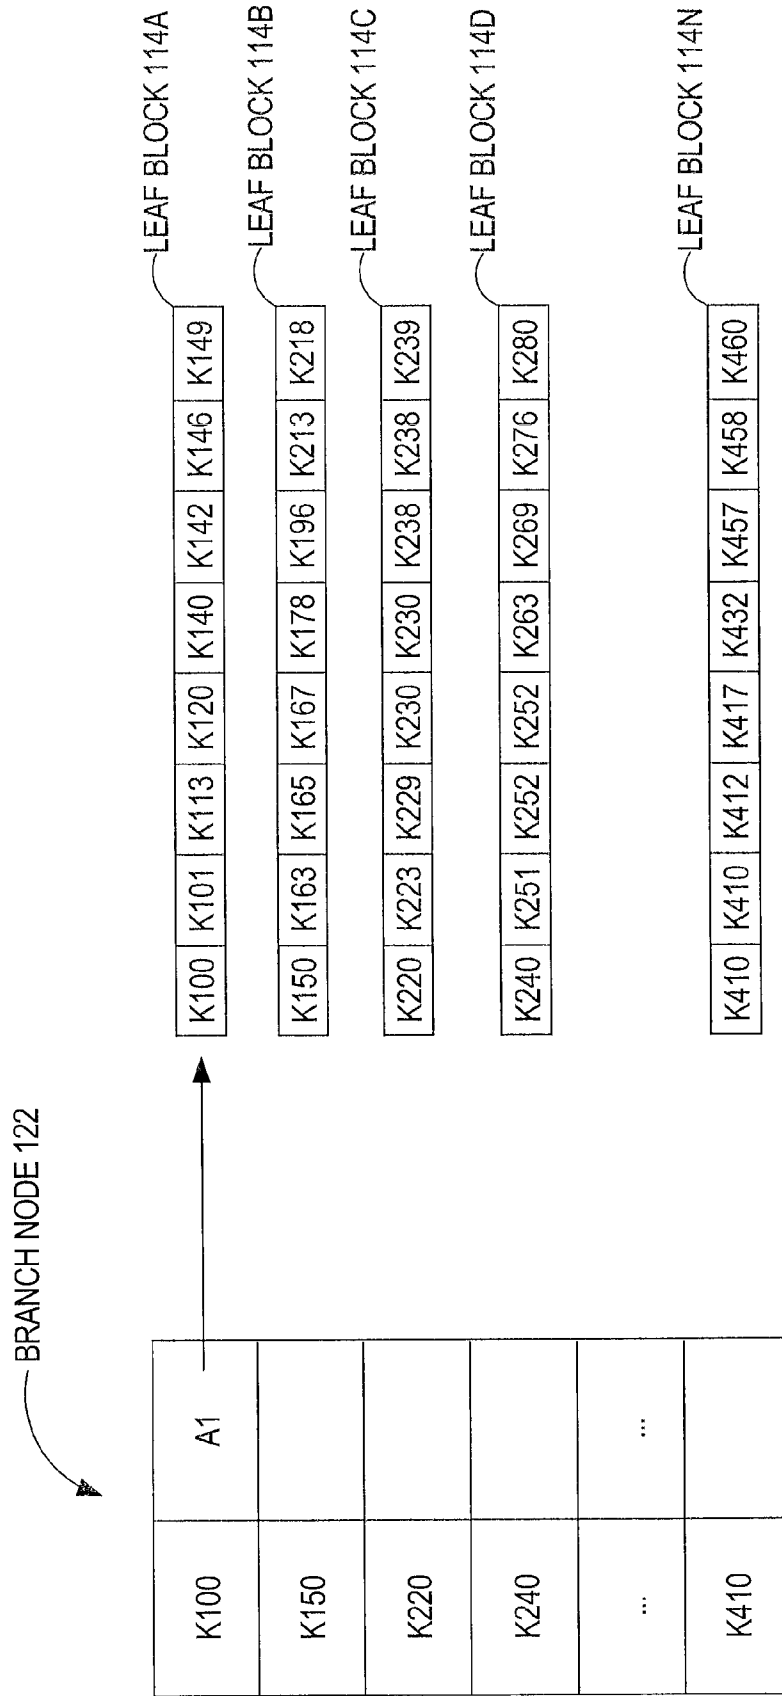 BRANCH NODE 122
K100 A1
K150
K220
K240
... ...
K410
K100 K101 K113 K120 K140 K142 K146 K149 LEAF BLOCK 114A
K150 K163 K165 K167 K178 K196 K213 K218 LEAF BLOCK 114B
K220 K223 K229 K230 K230 K238 K238 K239 LEAF BLOCK 114C
K240 K251 K252 K252 K263 K269 K276 K280 LEAF BLOCK 114D
K410 K410 K412 K417 K432 K457 K458 K460 LEAF BLOCK 114N